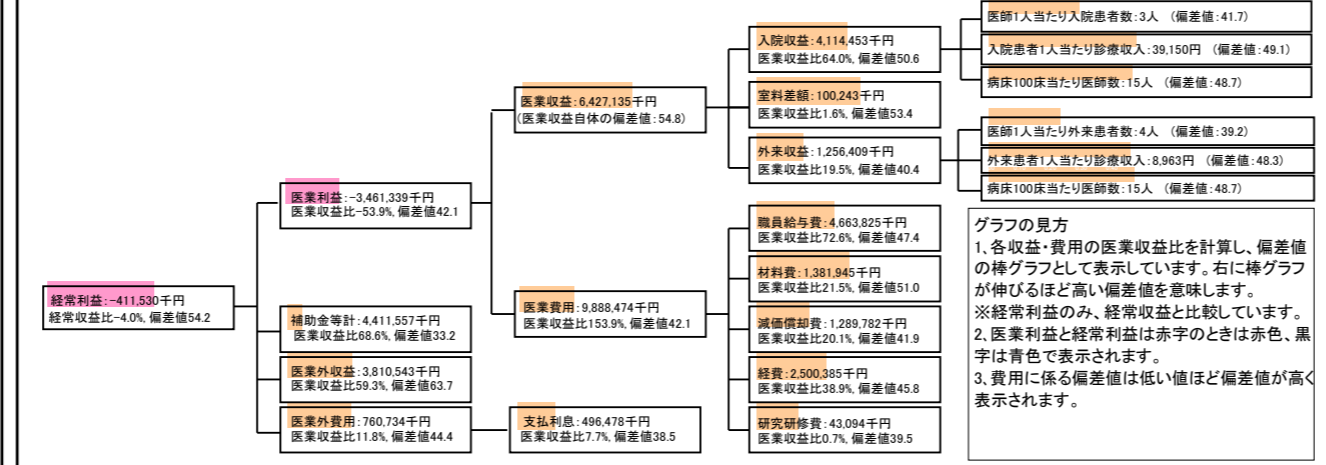 経常利益:-411,530千円
経常収支比-4.0%, 偏差値54.2
医業利益:-3,461,339千円
医業収益比-53.9%, 偏差値42.1
補助金等計:4,411,557千円
医業収益比68.6%, 偏差値33.2
医業外収益:3,810,543千円
医業収益比59.3%, 偏差値63.7
医業外費用:760,734千円
医業収益比11.8%, 偏差値44.4
医業収益:6,427,135千円
(医業収益自体の偏差値:54.8)
医業費用:9,888,474千円
医業収益比153.9%, 偏差値42.1
支払利息:496,478千円
医業収益比7.7%, 偏差値38.5
入院収益:4,114,453千円
医業収益比64.0%, 偏差値50.6
室料差額:100,243千円
医業収益比1.6%, 偏差値53.4
外来収益:1,256,409千円
医業収益比19.5%, 偏差値40.4
職員給与費:4,663,825千円
医業収益比72.6%, 偏差値47.4
材料費:1,381,945千円
医業収益比21.5%, 偏差値51.0
減価償却費:1,289,782千円
医業収益比20.1%, 偏差値41.9
経費:2,500,385千円
医業収益比38.9%, 偏差値45.8
研究研修費:43,094千円
医業収益比0.7%, 偏差値39.5
医師1人当たり入院患者数:3人 (偏差値:41.7)
入院患者1人当たり診療収入:39,150円 (偏差値:49.1)
病床100床当たり医師数:15人 (偏差値:48.7)
医師1人当たり外来患者数:4人 (偏差値:39.2)
外来患者1人当たり診療収入:8,963円 (偏差値:48.3)
病床100床当たり医師数:15人 (偏差値:48.7)
グラフの見方
1、各収益・費用の医業収益比を計算し、偏差値
の棒グラフとして表示しています。右に棒グラフ
が伸びるほど高い偏差値を意味します。
※経常利益のみ、経常収益と比較しています。
2、医業利益と経常利益は赤字のときは赤色、黒
字は青色で表示されます。
3、費用に係る偏差値は低い値ほど偏差値が高く
表示されます。